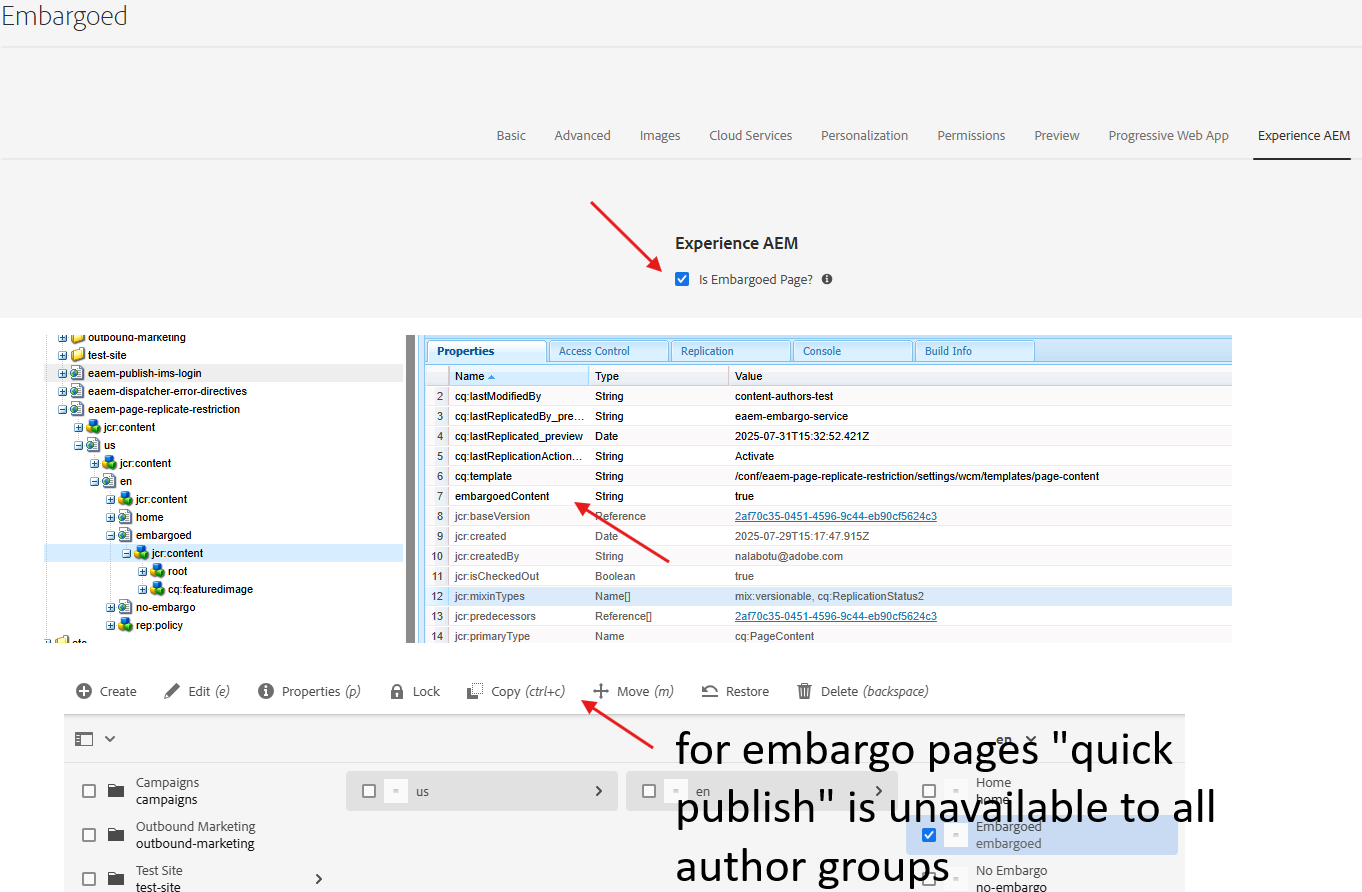 Embargoed
Basic Advanced Images Cloud Services Personalization Permissions Preview Progressive Web App Experience AEM
Experience AEM
Is Embargoed Page?
outbound-marketing
test-site
eaem-publish-ims-login
eaem-dispatcher-error-directives
eaem-page-replicate-restriction
jcr:content
us
jcr:content
en
jcr:content
home
embargoed
jcr:content
root
cq:featuredimage
no-embargo
rep:policy
Properties Access Control Replication Console Build Info
Name Type Value
2 cq:lastModifiedBy String content-authors-test
3 cq:lastReplicatedBy_pre... String eaem-embargo-service
4 cq:lastReplicated_preview Date 2025-07-31T15:32:52.421Z
5 cq:lastReplicationAction... String Activate
6 cq:template String /conf/eaem-page-replicate-restriction/settings/wcm/templates/page-content
7 embargoedContent String true
8 jcr:baseVersion Reference 2af70c35-0451-4596-9c44-eb90cf5624c3
9 jcr:created Date 2025-07-29T15:17:47.915Z
10 jcr:createdBy String nalabotu@adobe.com
11 jcr:isCheckedOut Boolean true
12 jcr:mixinTypes Name[] mix:versionable, cq:ReplicationStatus2
13 jcr:predecessors Reference[] 2af70c35-0451-4596-9c44-eb90cf5624c3
14 jcr:primaryType Name cq:PageContent
Create Edit (e) Properties (p) Lock Copy (ctrl+c) Move (m) Restore Delete (backspace)
en
for embargo pages "quick
publish" is unavailable to all
author groups
Campaigns
campaigns
Outbound Marketing
outbound-marketing
Test Site
test-site
us
en
Home
home
Embargoed
embargoed
No Embargo
no-embargo